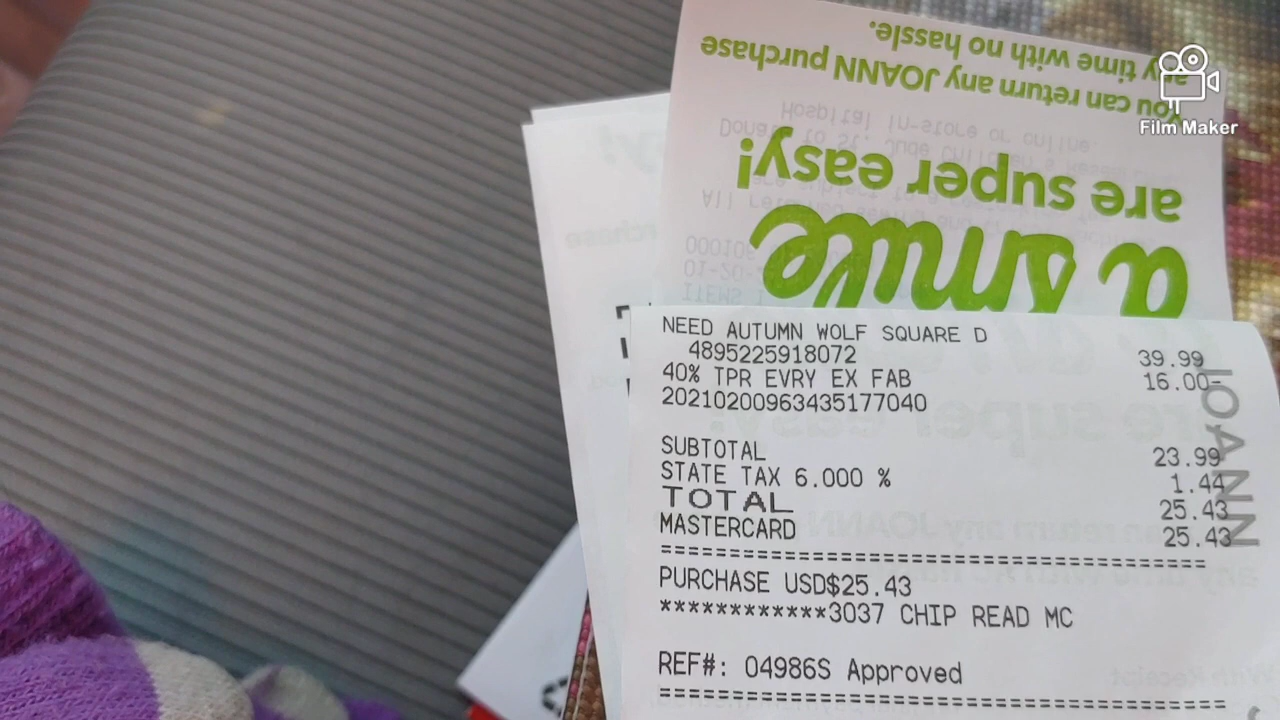 Film Maker
any time with no hassle.
You can return any JOANN purchase
are super easy!
a smile
NEED AUTUMN WOLF SQUARE D
4895225918072 39.99
40% TPR EVRY EX FAB 16.00-
20210200963435177040
SUBTOTAL 23.99
STATE TAX 6.000 % 1.44
TOTAL 25.43
MASTERCARD 25.43
==========================================
PURCHASE USD$25.43
************3037 CHIP READ MC
REF#: 04986S Approved
==========================================
JOANN